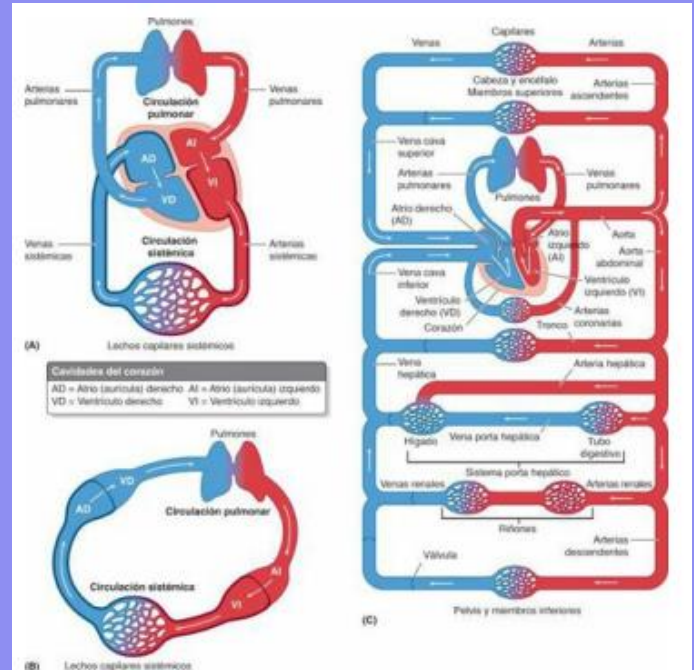 Pulmones
Arterias
pulmonares
Circulación
pulmonar
Venas
pulmonares
AD
AI
VD
VI
Venas
sistémicas
Circulación
sistémica
Arterias
sistémicas
(A)
Lechos capilares sistémicos
Cavidades del corazón
AD = Atrio (aurícula) derecho AI = Atrio (aurícula) izquierdo
VD = Ventrículo derecho VI = Ventrículo izquierdo
Pulmones
VD
AD
Circulación pulmonar
AI
VI
Circulación sistémica
(B)
Lechos capilares sistémicos
Capilares
Venas
Arterias
Cabeza y encéfalo
Miembros superiores
Arterias
ascendentes
Vena cava
superior
Arterias
pulmonares
Pulmones
Venas
pulmonares
Atrio derecho
(AD)
Atrio
izquierdo
(AI)
Aorta
Aorta
abdominal
Vena cava
inferior
Ventrículo
derecho (VD)
Corazón
Ventrículo
izquierdo (VI)
Arterias
coronarias
Tronco
Vena
hepática
Arteria hepática
Hígado
Vena porta hepática
Tubo
digestivo
Sistema porta hepático
Venas renales
Arterias renales
Riñones
Arterias
descendentes
Válvula
Pelvis y miembros inferiores
(C)